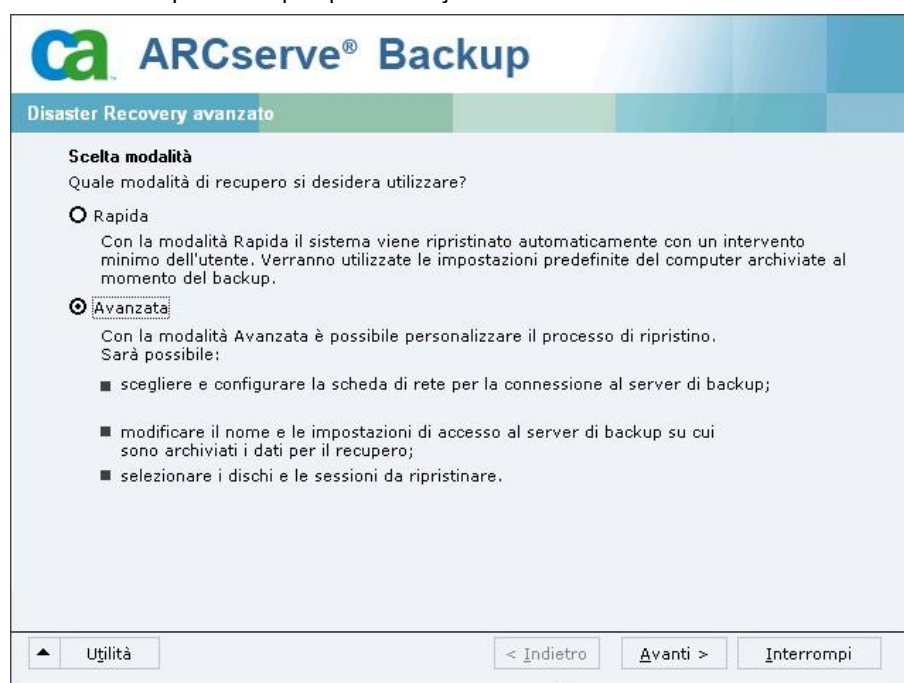 ca ARCserve® Backup
Disaster Recovery avanzato
Scelta modalità
Quale modalità di recupero si desidera utilizzare?
Rapida
Con la modalità Rapida il sistema viene ripristinato automaticamente con un intervento
minimo dell'utente. Verranno utilizzate le impostazioni predefinite del computer archiviate al
momento del backup.
Avanzata
Con la modalità Avanzata è possibile personalizzare il processo di ripristino.
Sarà possibile:
scegliere e configurare la scheda di rete per la connessione al server di backup;
modificare il nome e le impostazioni di accesso al server di backup su cui
sono archiviati i dati per il recupero;
selezionare i dischi e le sessioni da ripristinare.
Utilità
< Indietro
Avanti >
Interrompi